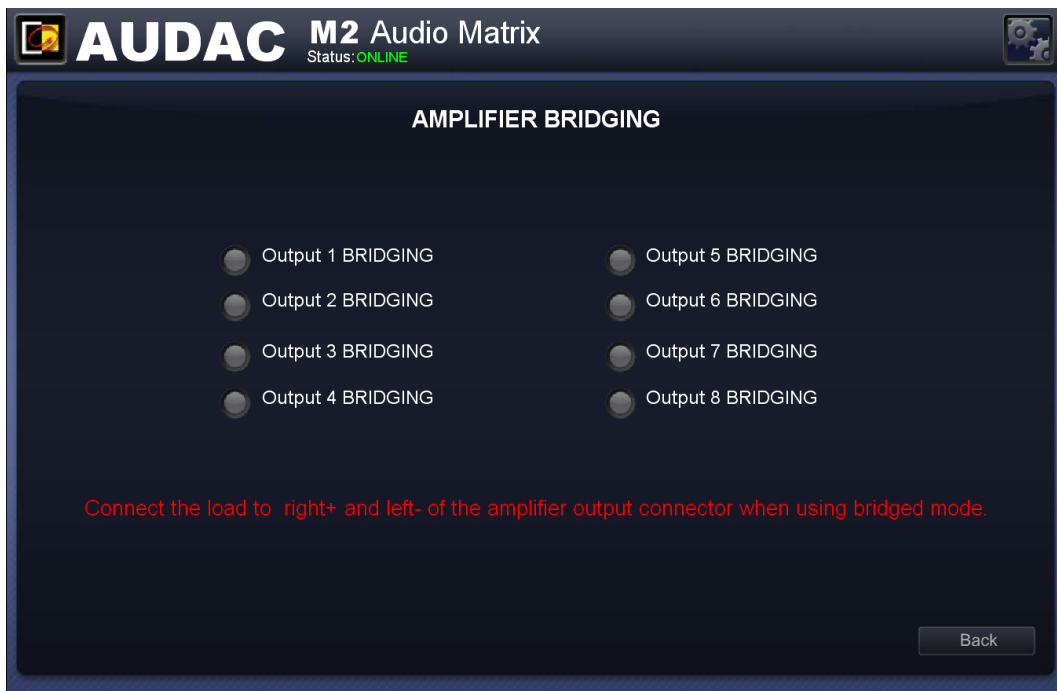 AUDAC M2 Audio Matrix
Status:ONLINE
AMPLIFIER BRIDGING
Output 1 BRIDGING
Output 2 BRIDGING
Output 3 BRIDGING
Output 4 BRIDGING
Output 5 BRIDGING
Output 6 BRIDGING
Output 7 BRIDGING
Output 8 BRIDGING
Connect the load to  right+ and left- of the amplifier output connector when using bridged mode.
Back